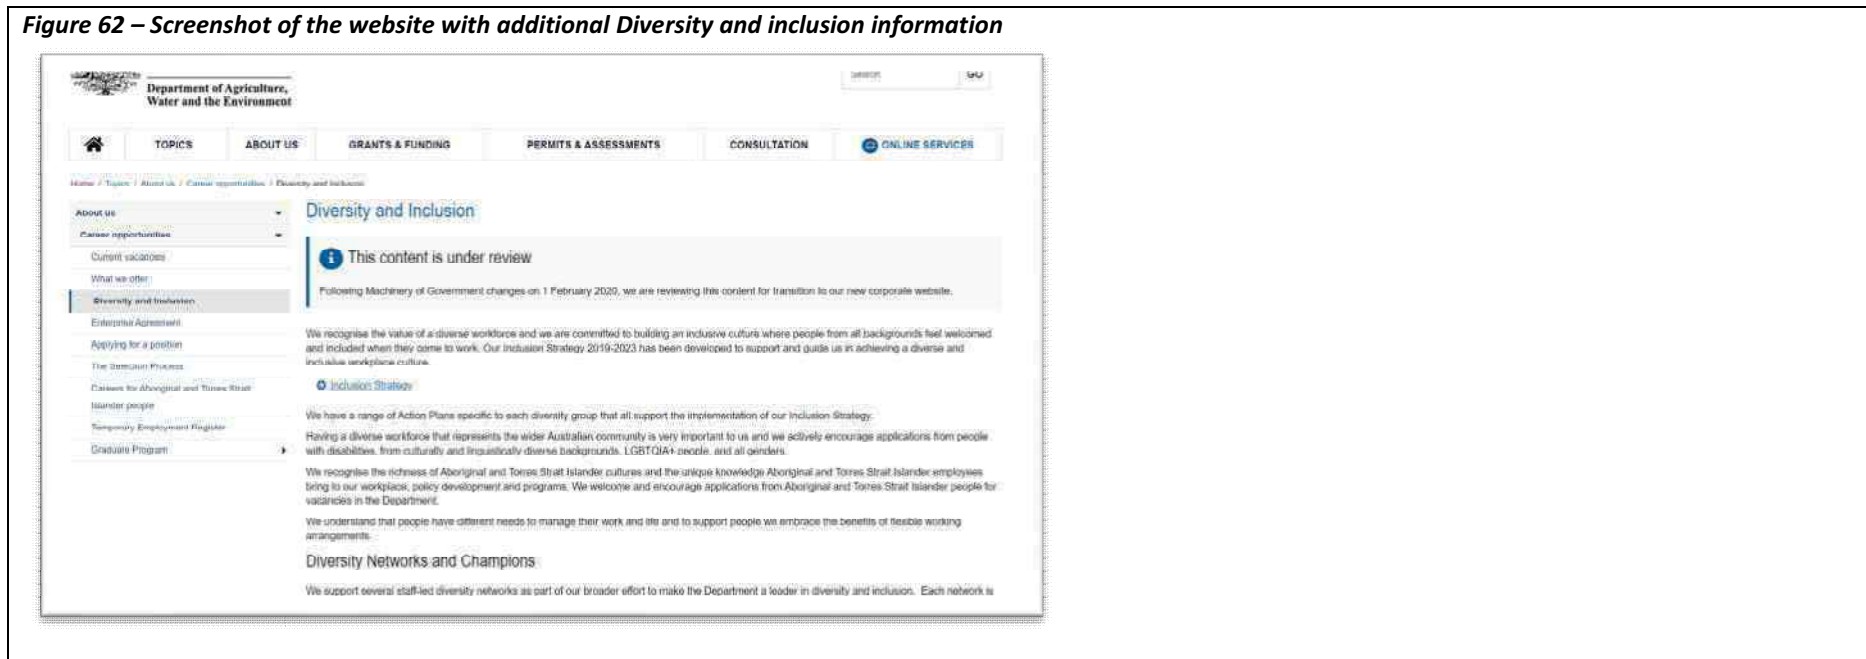 Figure 62 – Screenshot of the website with additional Diversity and inclusion information
Department of Agriculture,
Water and the Environment
Search GO
TOPICS ABOUT US GRANTS & FUNDING PERMITS & ASSESSMENTS CONSULTATION ONLINE SERVICES
Home / Topics / About us / Career opportunities / Diversity and Inclusion
About us
Career opportunities
Current vacancies
What we offer
Diversity and Inclusion
Enterprise Agreement
Applying for a position
The Selection Process
Careers for Aboriginal and Torres Strait
Islander people
Temporary Employment Register
Graduate Program
Diversity and Inclusion
This content is under review
Following Machinery of Government changes on 1 February 2020, we are reviewing this content for transition to our new corporate website.
We recognise the value of a diverse workforce and we are committed to building an inclusive culture where people from all backgrounds feel welcomed
and included when they come to work. Our Inclusion Strategy 2019-2023 has been developed to support and guide us in achieving a diverse and
inclusive workplace culture.
Inclusion Strategy
We have a range of Action Plans specific to each diversity group that all support the implementation of our Inclusion Strategy.
Having a diverse workforce that represents the wider Australian community is very important to us and we actively encourage applications from people
with disabilities, from culturally and linguistically diverse backgrounds, LGBTQIA+ people, and all genders.
We recognise the richness of Aboriginal and Torres Strait Islander cultures and the unique knowledge Aboriginal and Torres Strait Islander employees
bring to our workplace, policy development and programs. We welcome and encourage applications from Aboriginal and Torres Strait Islander people for
vacancies in the Department.
We understand that people have different needs to manage their work and life and to support people we embrace the benefits of flexible working
arrangements.
Diversity Networks and Champions
We support several staff-led diversity networks as part of our broader effort to make the Department a leader in diversity and inclusion. Each network is